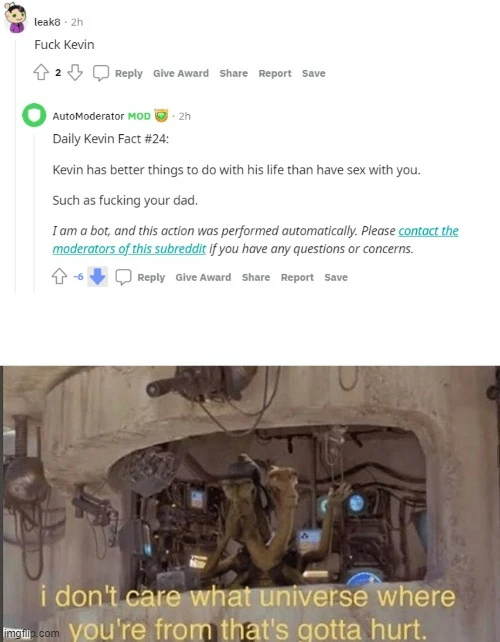 leak8 · 2h
Fuck Kevin
2 Reply Give Award Share Report Save
AutoModerator MOD · 2h
Daily Kevin Fact #24:
Kevin has better things to do with his life than have sex with you.
Such as fucking your dad.
I am a bot, and this action was performed automatically. Please contact the
moderators of this subreddit if you have any questions or concerns.
-6 Reply Give Award Share Report Save
i don't care what universe where
you're from that's gotta hurt.
imgflip.com